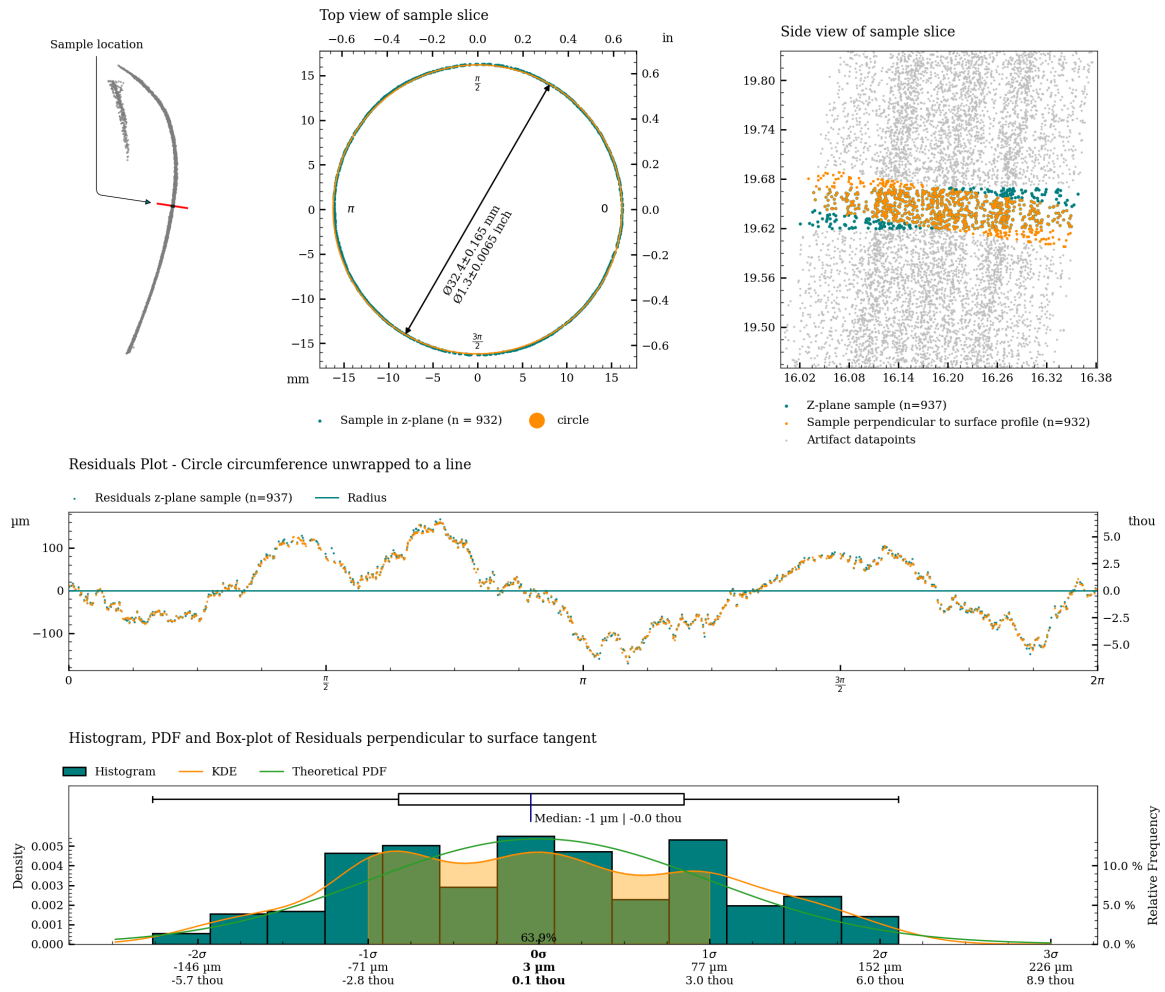 Sample location
Top view of sample slice
−0.6 −0.4 −0.2 0.0 0.2 0.4 0.6 in
15
10
5
0
−5
−10
−15
mm
−15 −10 −5 0 5 10 15
0.6
0.4
0.2
0.0
−0.2
−0.4
−0.6
π/2
π
0
3π/2
Ø32.4±0.165 mm
Ø1.3±0.0065 inch
Sample in z-plane (n = 932) circle
Side view of sample slice
19.80
19.74
19.68
19.62
19.56
19.50
16.02 16.08 16.14 16.20 16.26 16.32 16.38
Z-plane sample (n=937)
Sample perpendicular to surface profile (n=932)
Artifact datapoints
Residuals Plot - Circle circumference unwrapped to a line
Residuals z-plane sample (n=937) Radius
µm
100
0
−100
thou
5.0
2.5
0.0
−2.5
−5.0
0 π/2 π 3π/2 2π
Histogram, PDF and Box-plot of Residuals perpendicular to surface tangent
Histogram KDE Theoretical PDF
Median: -1 µm | -0.0 thou
Density
0.005
0.004
0.003
0.002
0.001
0.000
10.0 %
5.0 %
0.0 %
Relative Frequency
63.9%
-2σ -1σ 0σ 1σ 2σ 3σ
-146 µm -71 µm 3 µm 77 µm 152 µm 226 µm
-5.7 thou -2.8 thou 0.1 thou 3.0 thou 6.0 thou 8.9 thou